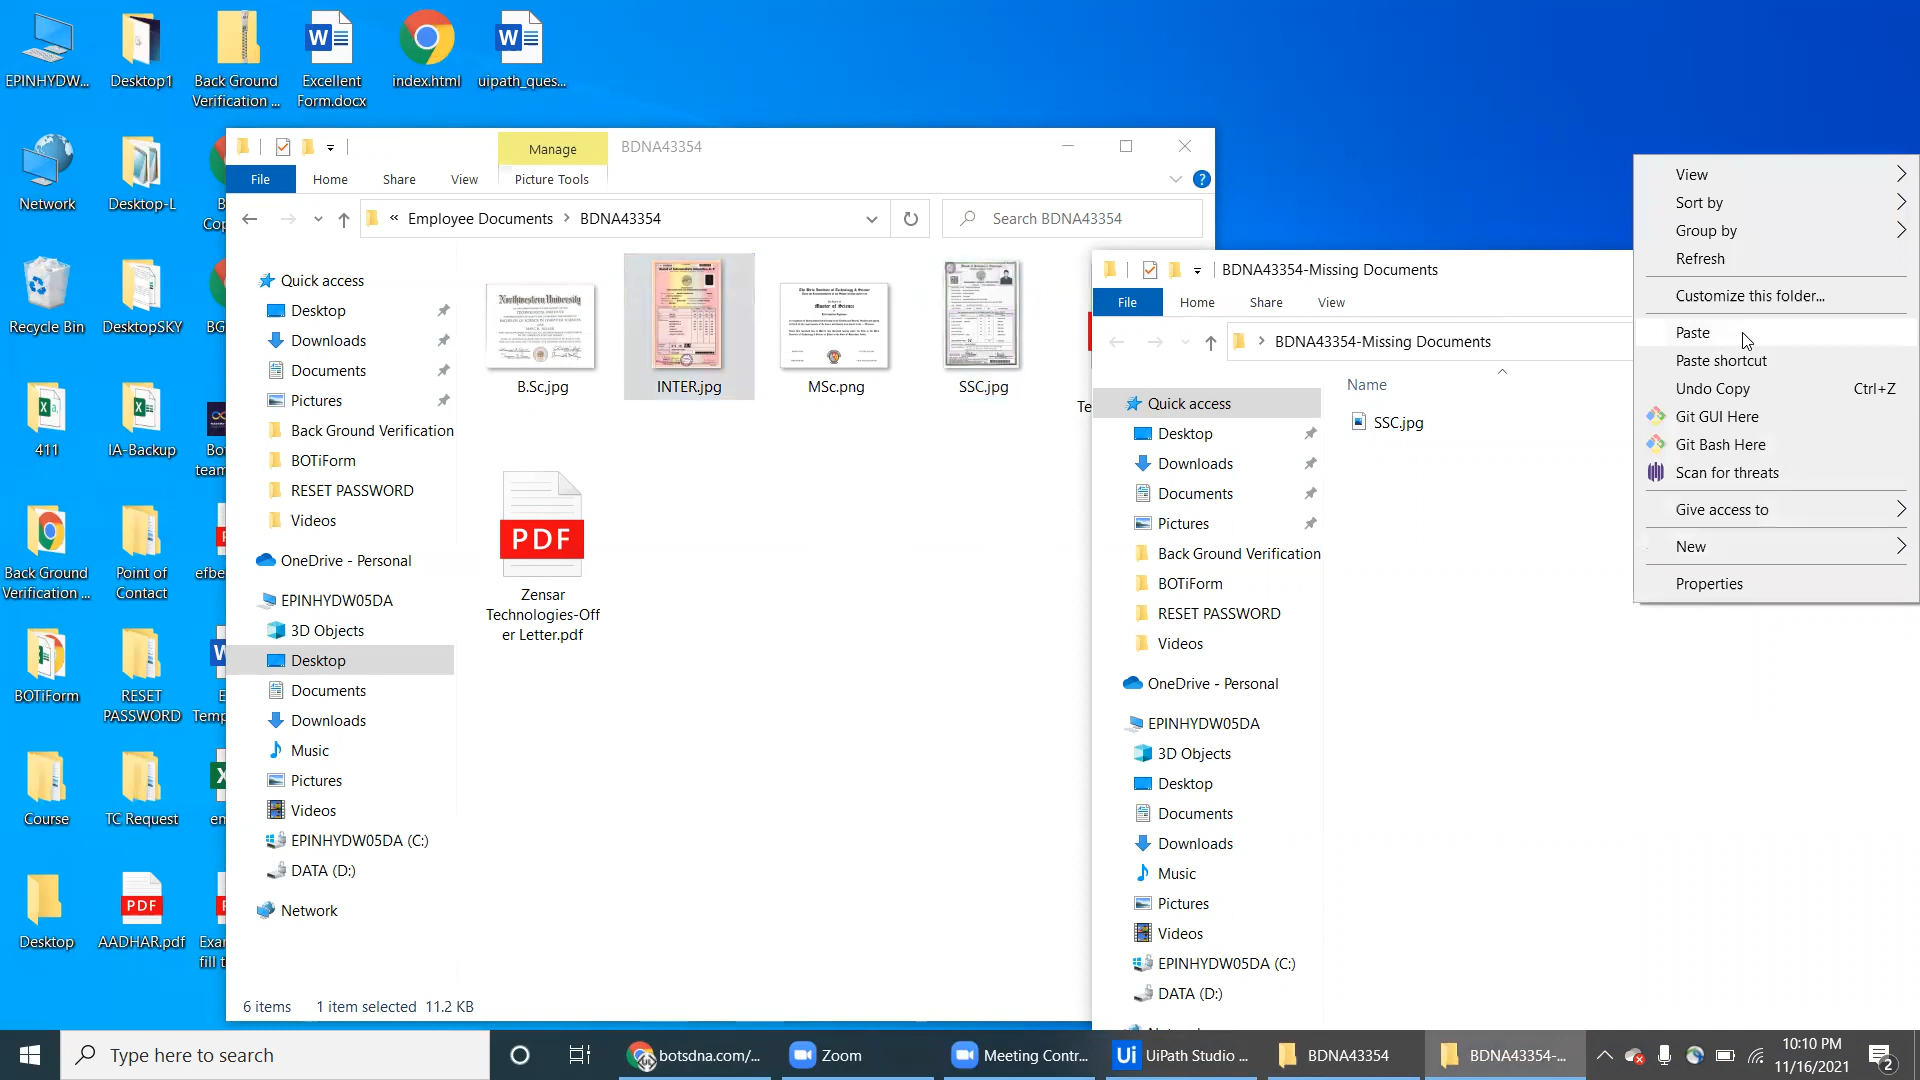 EPINHYDW...
Desktop1
Back Ground
Verification ...
Excellent
Form.docx
index.html
uipath_ques...
Network
Desktop-L
Recycle Bin
DesktopSKY
411
IA-Backup
Back Ground
Verification ...
Point of
Contact
BOTiForm
RESET
PASSWORD
Course
TC Request
Desktop
AADHAR.pdf
Manage
BDNA43354
File
Home
Share
View
Picture Tools
« Employee Documents > BDNA43354
Search BDNA43354
Quick access
Desktop
Downloads
Documents
Pictures
Back Ground Verification
BOTiForm
RESET PASSWORD
Videos
OneDrive - Personal
EPINHYDW05DA
3D Objects
Desktop
Documents
Downloads
Music
Pictures
Videos
EPINHYDW05DA (C:)
DATA (D:)
Network
Northwestern University
Master of Science
B.Sc.jpg
INTER.jpg
MSc.png
SSC.jpg
PDF
Zensar
Technologies-Off
er Letter.pdf
6 items
1 item selected 11.2 KB
BDNA43354-Missing Documents
File
Home
Share
View
> BDNA43354-Missing Documents
Name
SSC.jpg
Quick access
Desktop
Downloads
Documents
Pictures
Back Ground Verification
BOTiForm
RESET PASSWORD
Videos
OneDrive - Personal
EPINHYDW05DA
3D Objects
Desktop
Documents
Downloads
Music
Pictures
Videos
EPINHYDW05DA (C:)
DATA (D:)
View
Sort by
Group by
Refresh
Customize this folder...
Paste
Paste shortcut
Undo Copy Ctrl+Z
Git GUI Here
Git Bash Here
Scan for threats
Give access to
New
Properties
Type here to search
botsdna.com/...
Zoom
Meeting Contr...
Ui
UiPath Studio ...
BDNA43354
BDNA43354-...
10:10 PM
11/16/2021
2